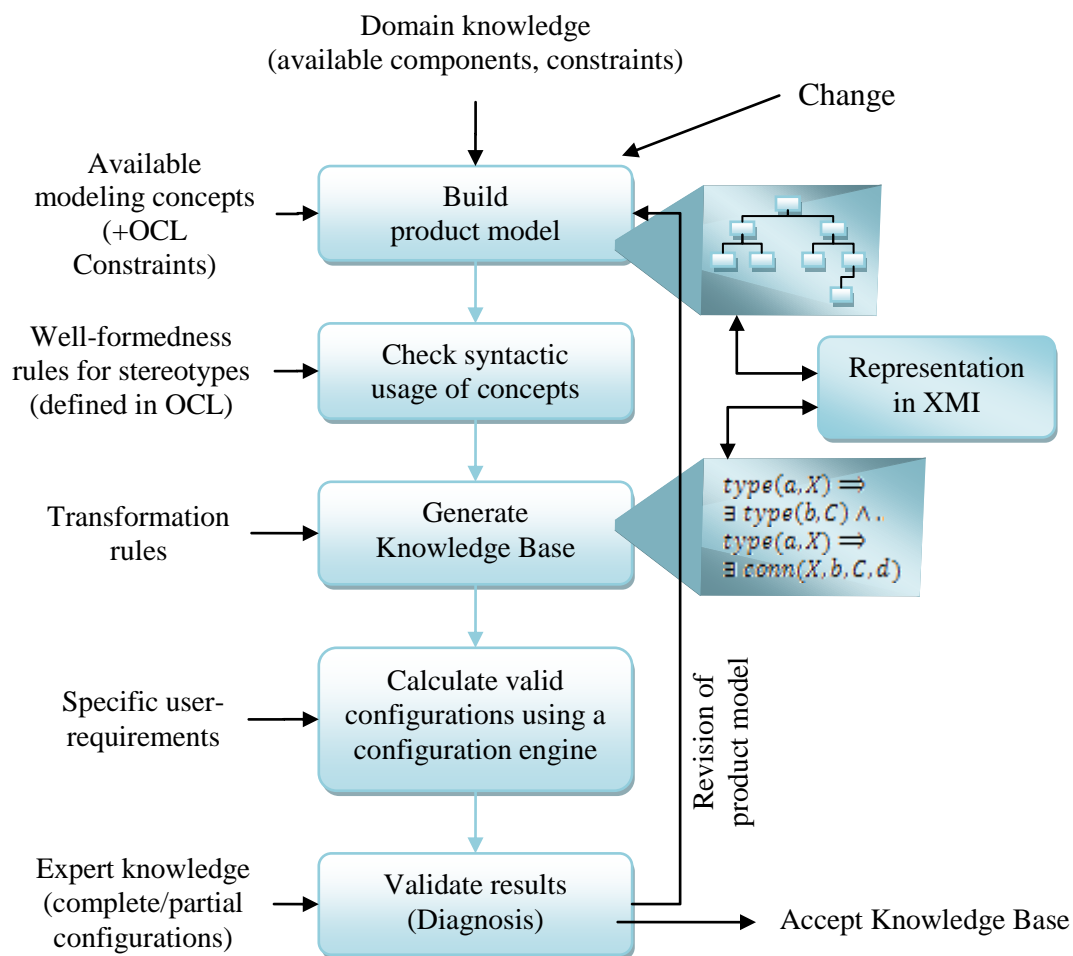 Domain knowledge
(available components, constraints)
Change
Available
modeling concepts
(+OCL
Constraints)
Build
product model
Well-formedness
rules for stereotypes
(defined in OCL)
Check syntactic
usage of concepts
Representation
in XMI
Transformation
rules
Generate
Knowledge Base
type(a,X) ⟹
∃ type(b,C) ∧ .
type(a,X) ⟹
∃ conn(X,b,C,d)
Specific user-
requirements
Calculate valid
configurations using a
configuration engine
Revision of
product model
Expert knowledge
(complete/partial
configurations)
Validate results
(Diagnosis)
Accept Knowledge Base